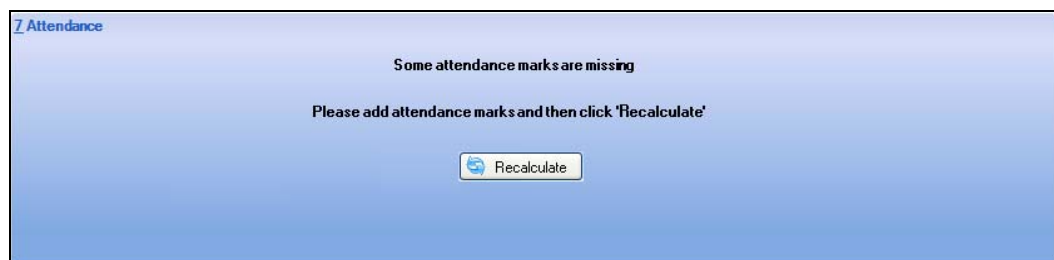 7 Attendance
Some attendance marks are missing
Please add attendance marks and then click 'Recalculate'
Recalculate